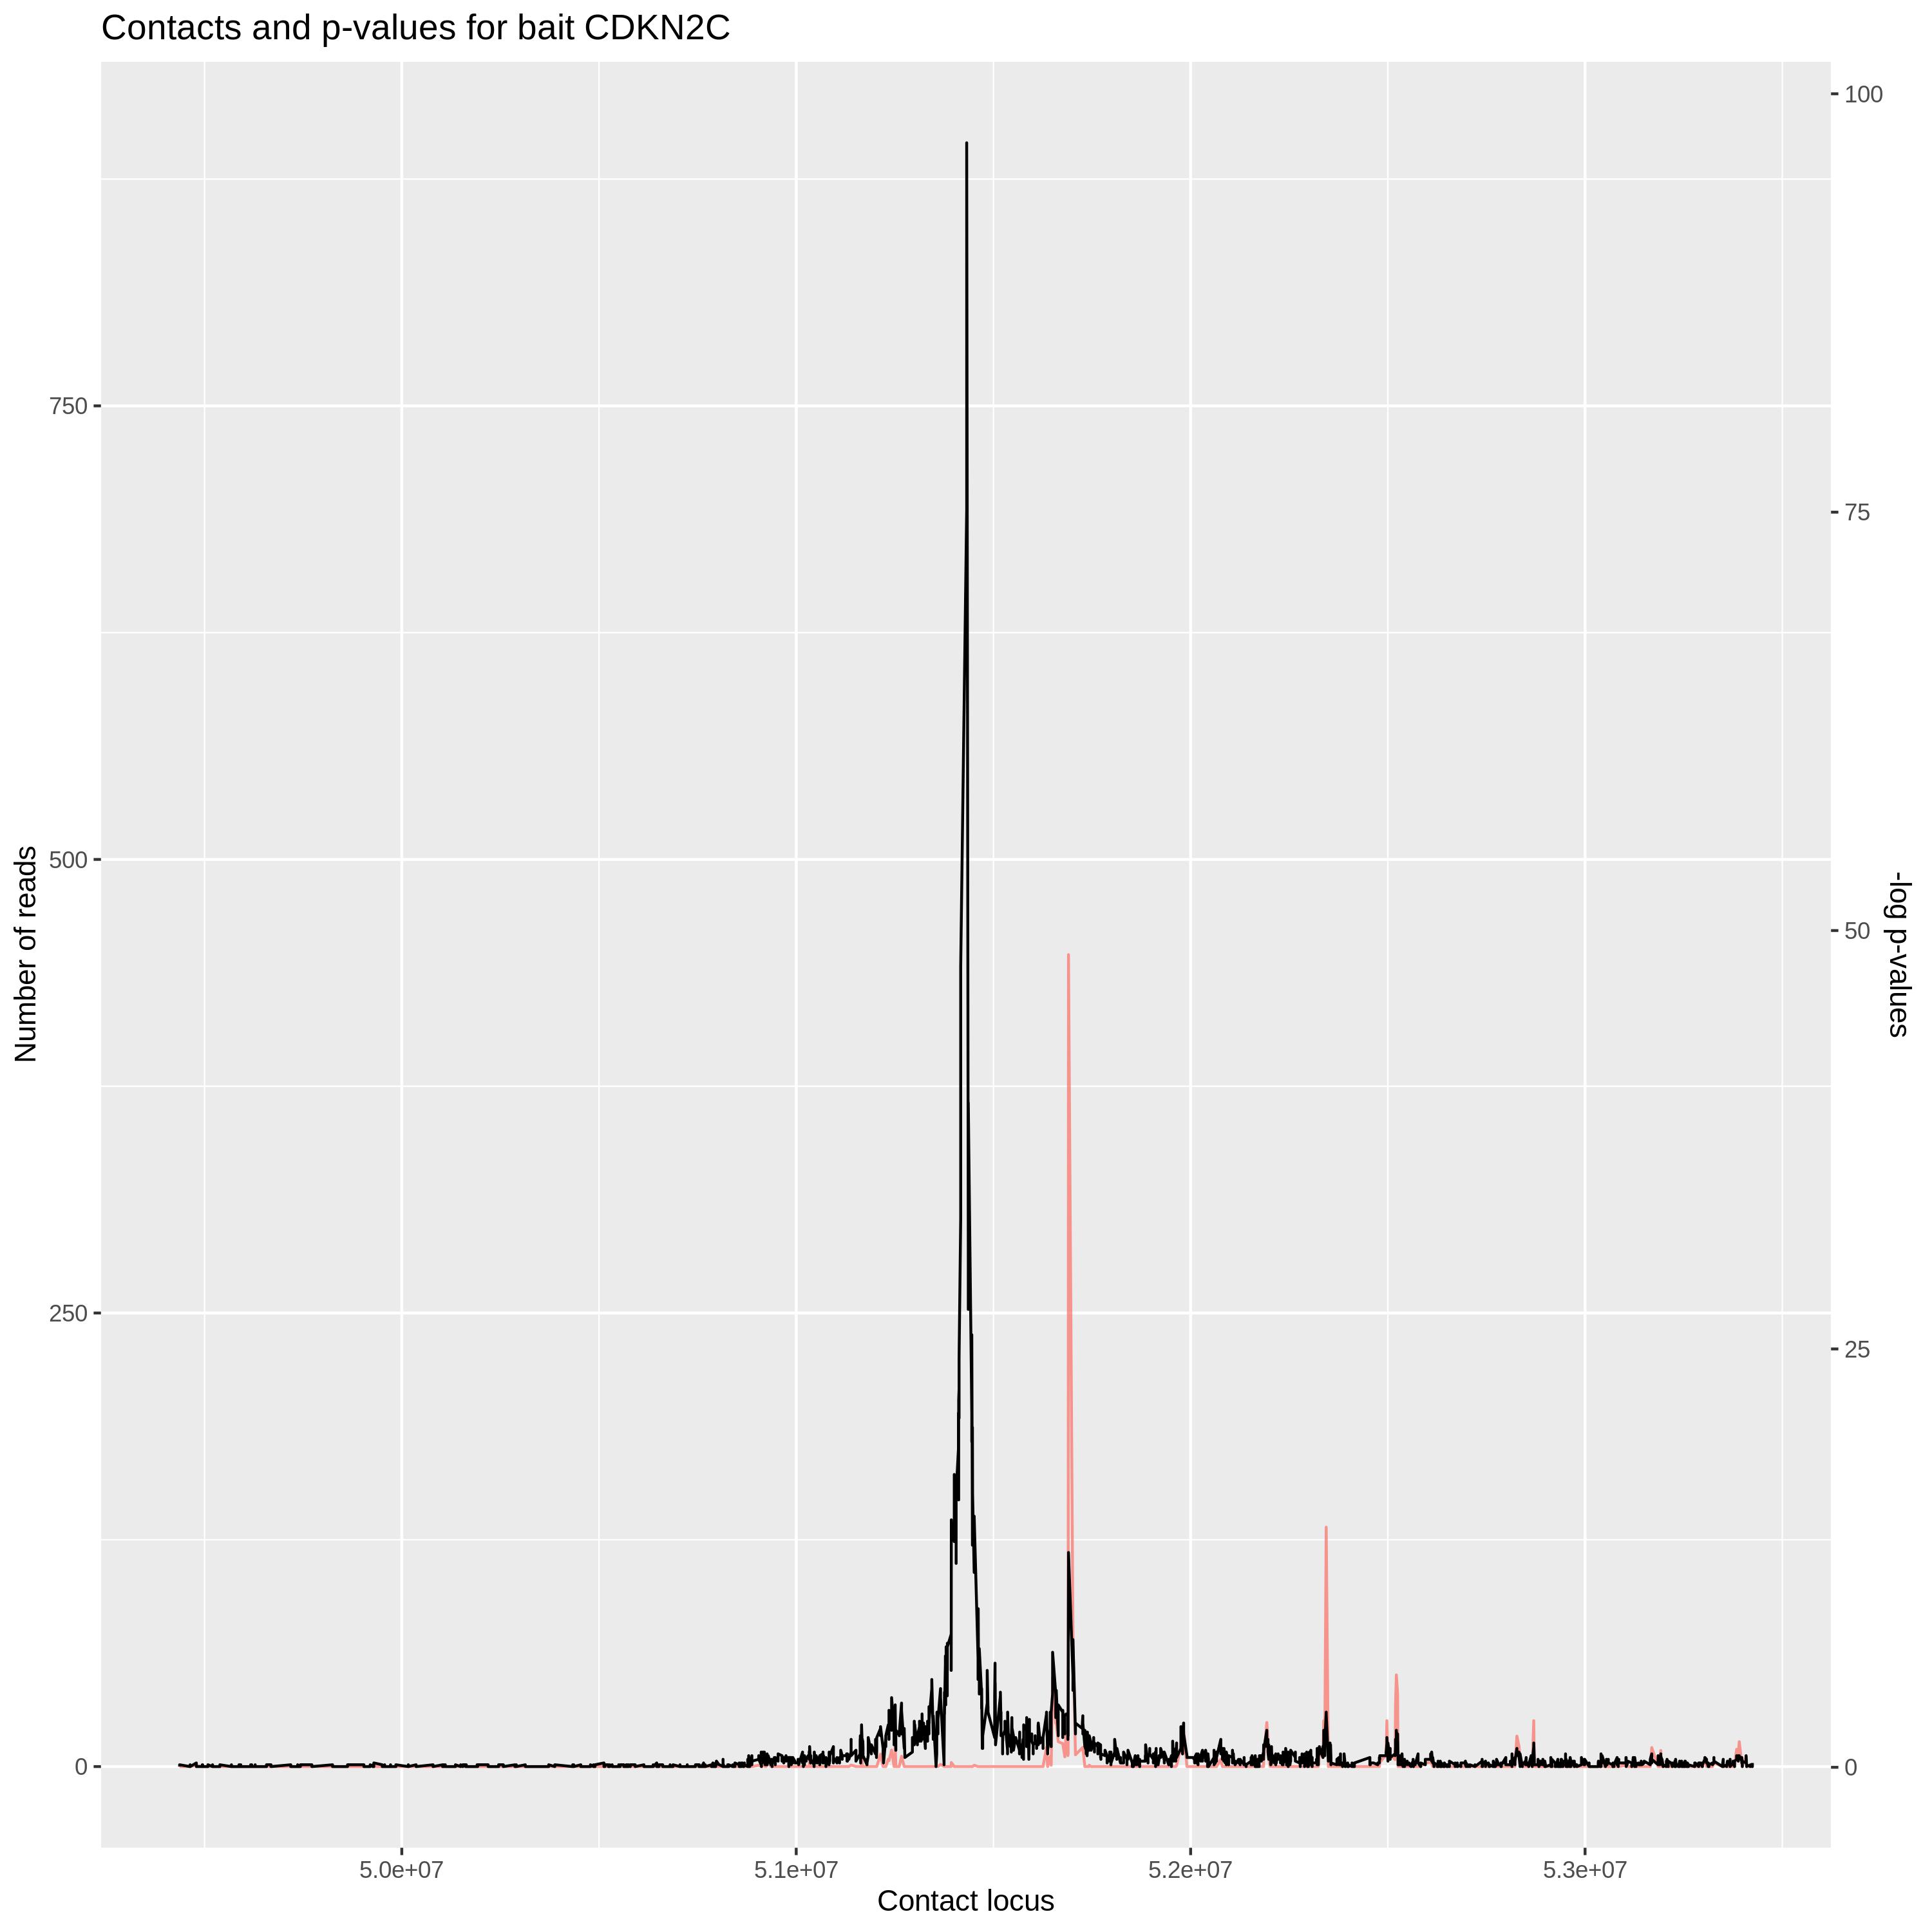 Contacts and p-values for bait CDKN2C
Number of reads
750
500
250
0
100
75
50
25
0
-log p-values
5.0e+07 5.1e+07 5.2e+07 5.3e+07
Contact locus